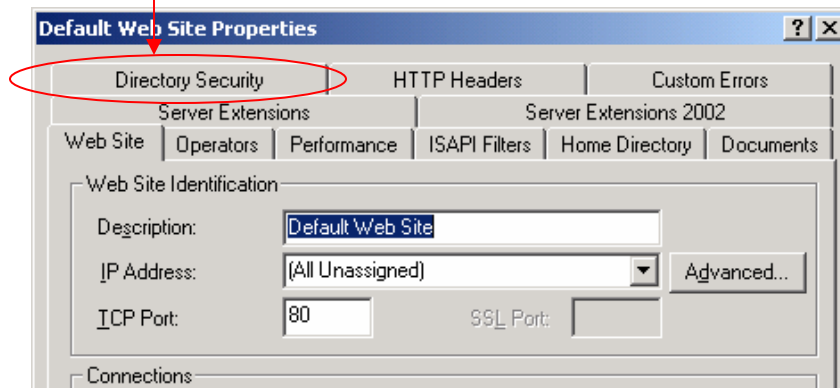 Default Web Site Properties
Directory Security HTTP Headers Custom Errors
Server Extensions Server Extensions 2002
Web Site Operators Performance ISAPI Filters Home Directory Documents
Web Site Identification
Description: Default Web Site
IP Address: (All Unassigned) Advanced...
TCP Port: 80 SSL Port:
Connections